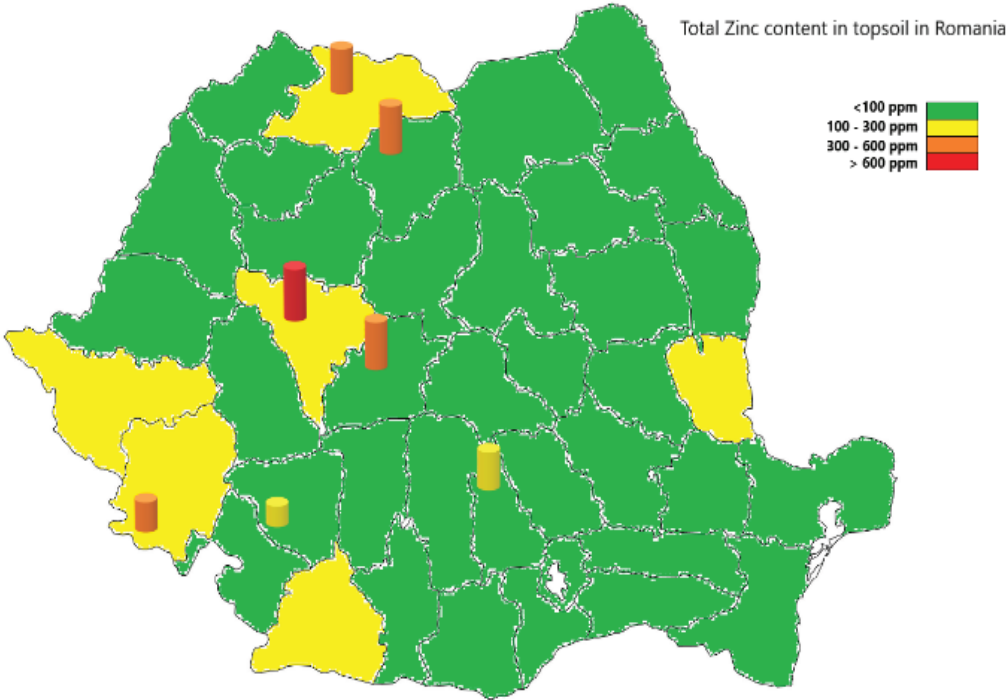 Total Zinc content in topsoil in Romania
<100 ppm
100 - 300 ppm
300 - 600 ppm
> 600 ppm